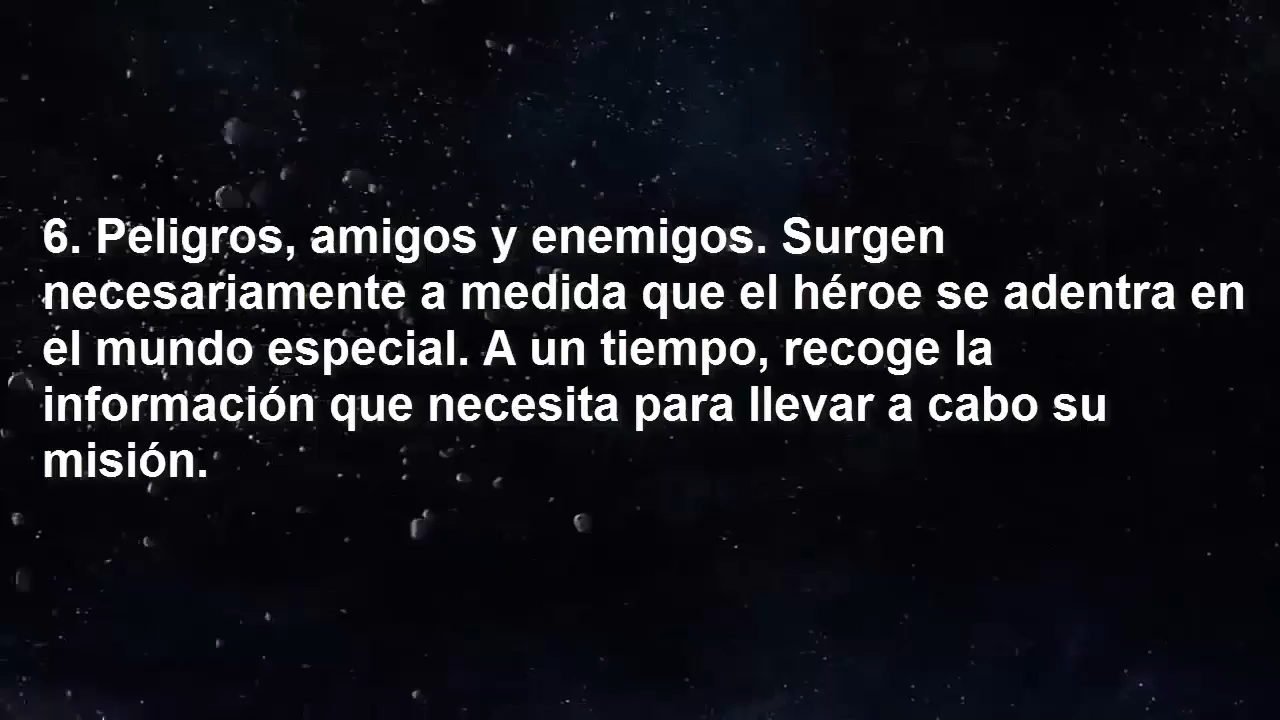 6. Peligros, amigos y enemigos. Surgen
necesariamente a medida que el héroe se adentra en
el mundo especial. A un tiempo, recoge la
información que necesita para llevar a cabo su
misión.